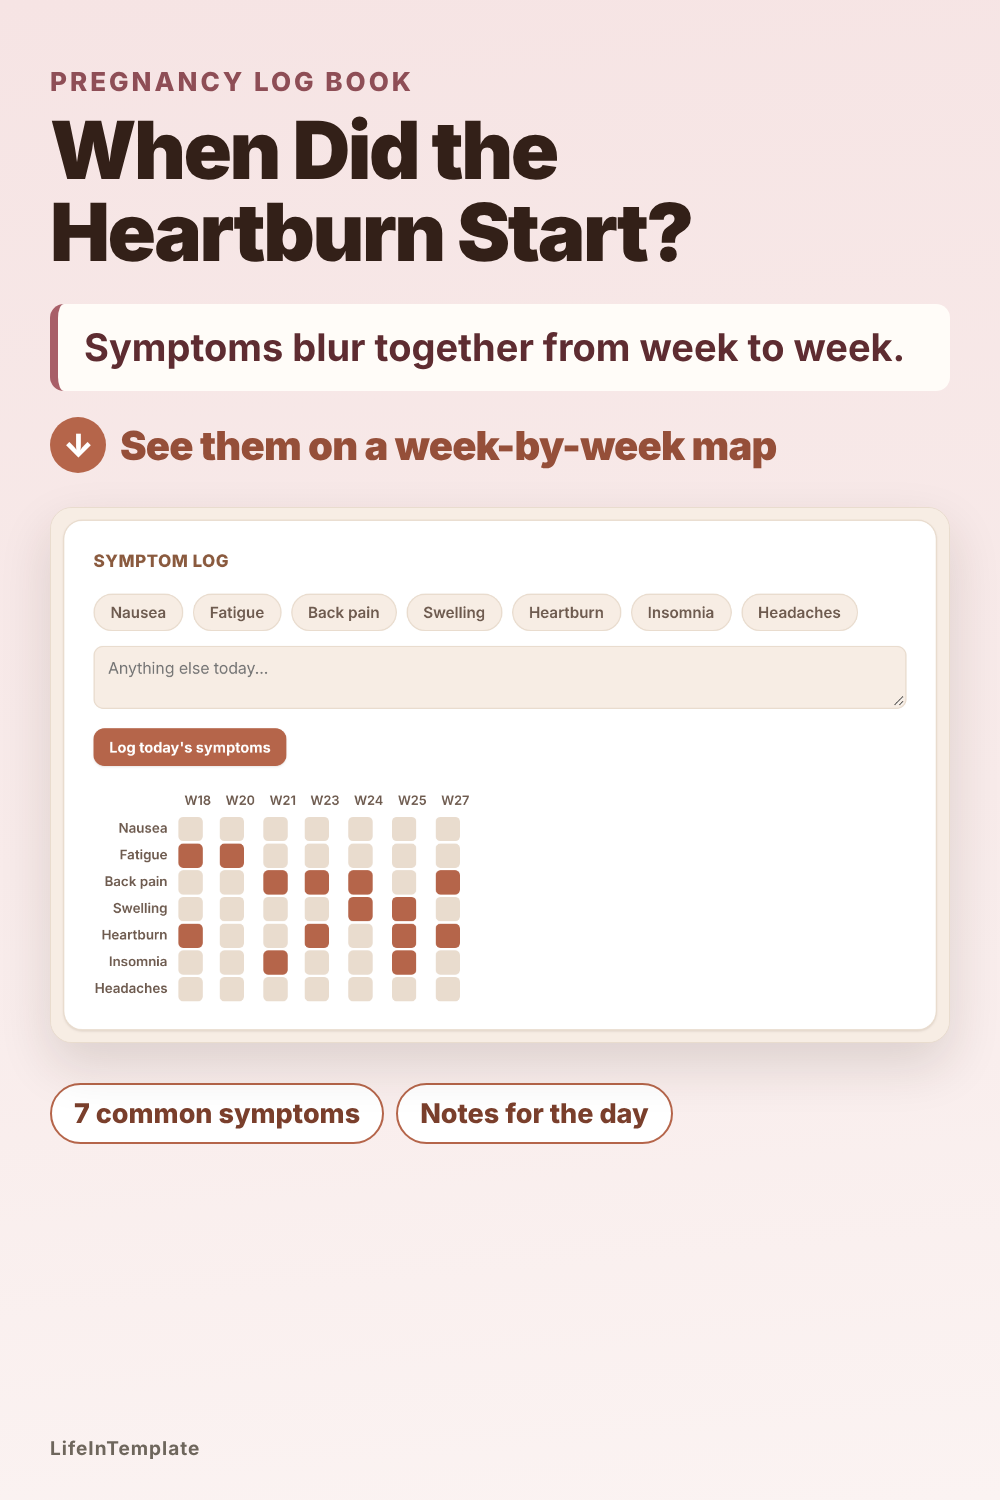 PREGNANCY LOG BOOK
When Did the
Heartburn Start?
Symptoms blur together from week to week.
See them on a week-by-week map
SYMPTOM LOG
Nausea Fatigue Back pain Swelling Heartburn Insomnia Headaches
Anything else today...
Log today's symptoms
W18 W20 W21 W23 W24 W25 W27
Nausea
Fatigue
Back pain
Swelling
Heartburn
Insomnia
Headaches
7 common symptoms Notes for the day
LifeInTemplate